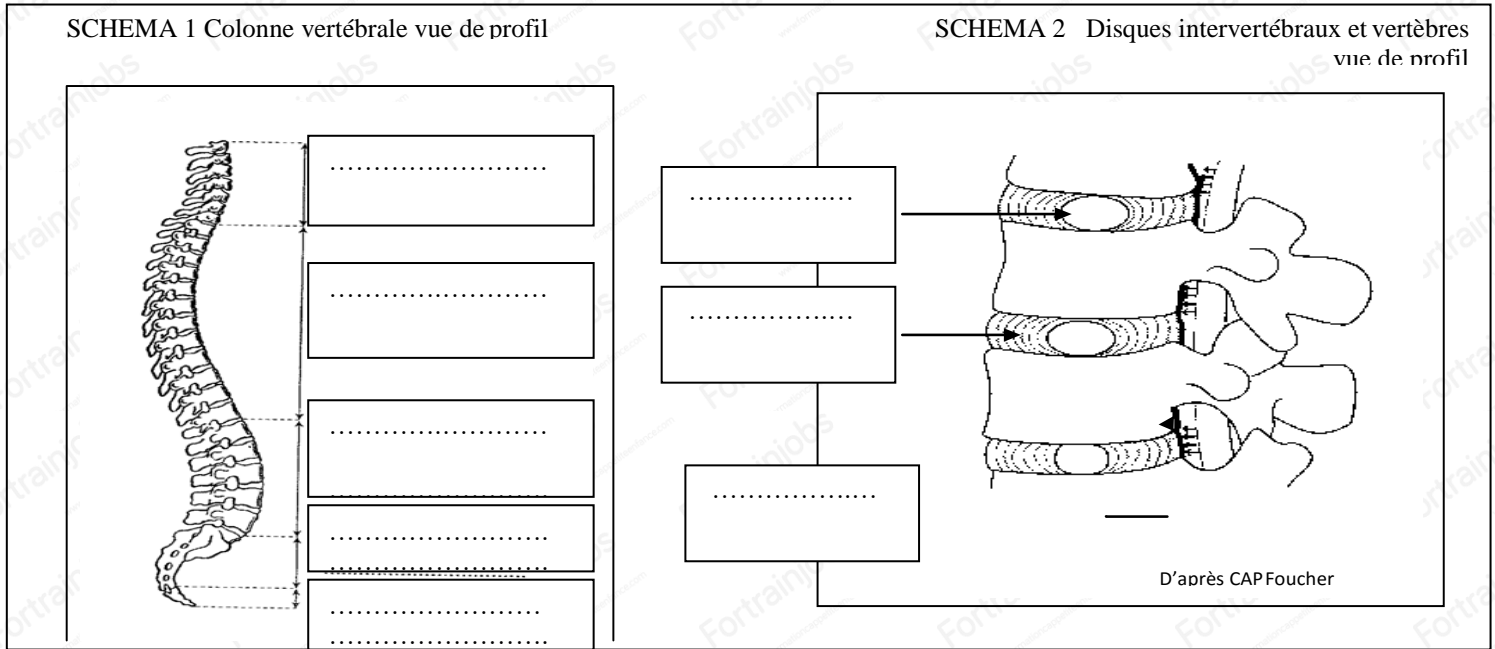 SCHEMA 1 Colonne vertébrale vue de profil
SCHEMA 2 Disques intervertébraux et vertèbres
vue de profil
……………………
……………………
……………………
……………………
……………………
……………………
……………………
……………………
………………
………………
………………
D'après CAP Foucher
Fortrainjobs